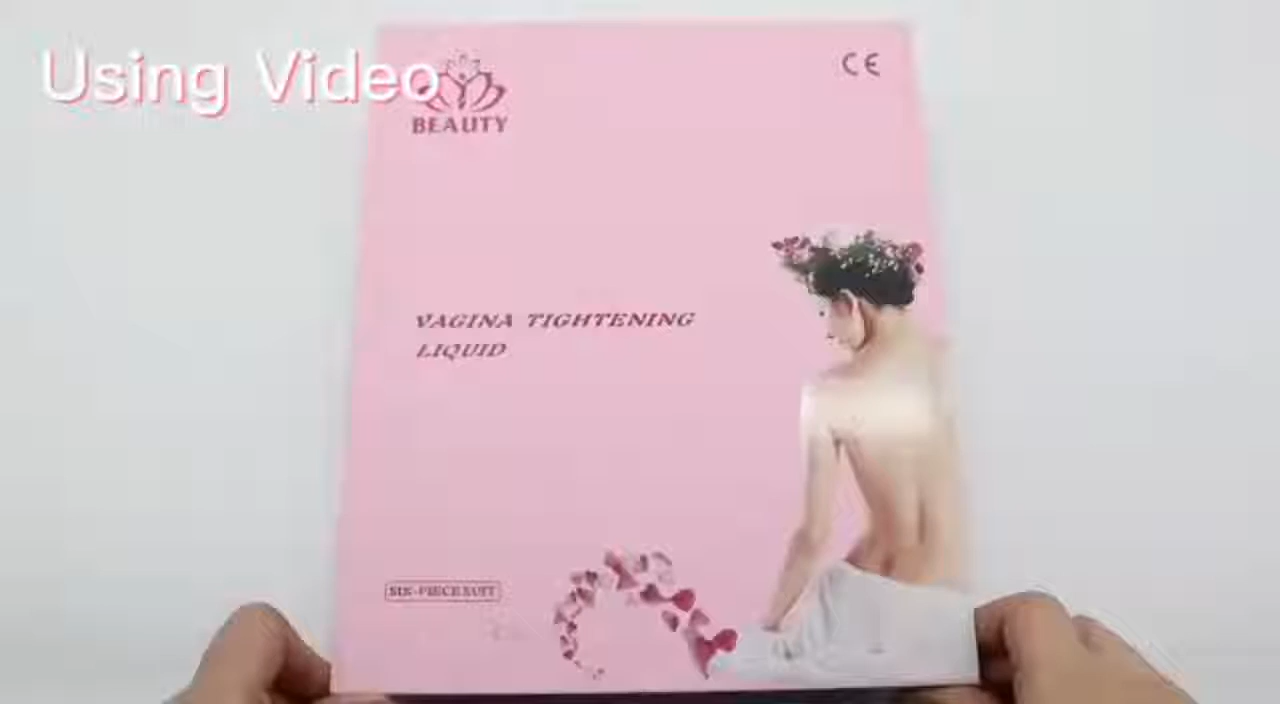 Using Video
BEAUTY
CE
VAGINA TIGHTENING
LIQUID
SIX-PIECE SUIT